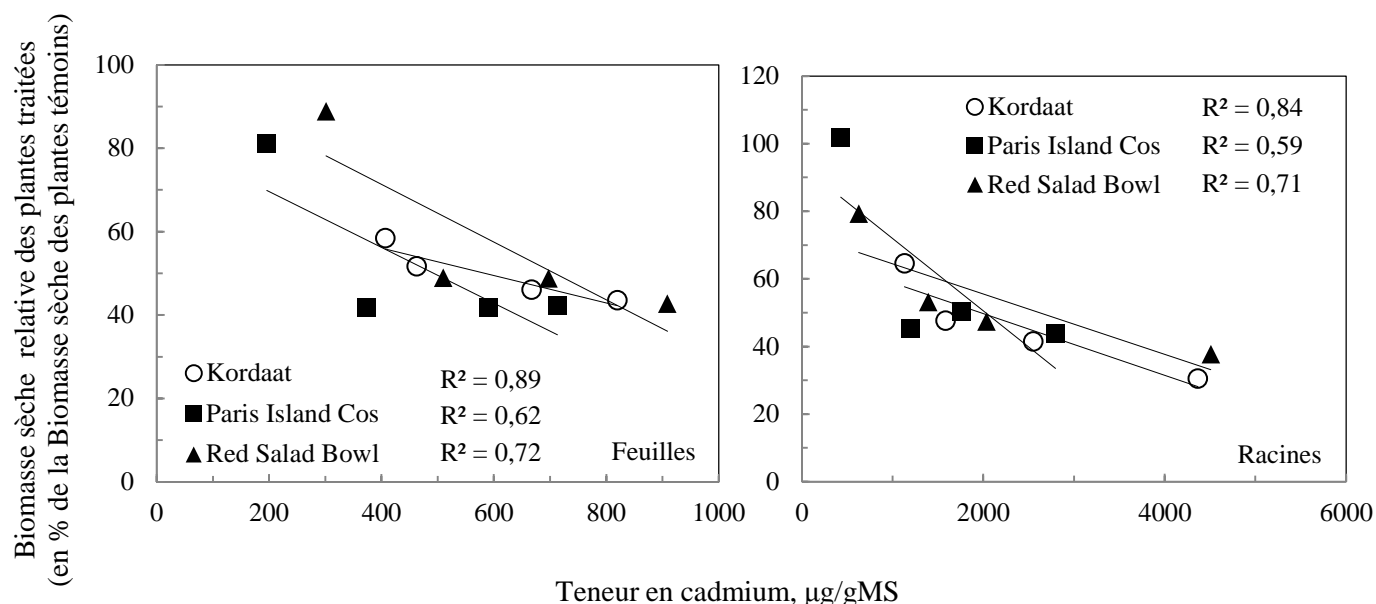 Biomasse sèche relative des plantes traitées
(en % de la Biomasse sèche des plantes témoins)
100
80
60
40
20
0
0 200 400 600 800 1000
Kordaat R² = 0,89
Paris Island Cos R² = 0,62
Red Salad Bowl R² = 0,72
Feuilles
120
100
80
60
40
20
0
0 2000 4000 6000
Kordaat R² = 0,84
Paris Island Cos R² = 0,59
Red Salad Bowl R² = 0,71
Racines
Teneur en cadmium, µg/gMS